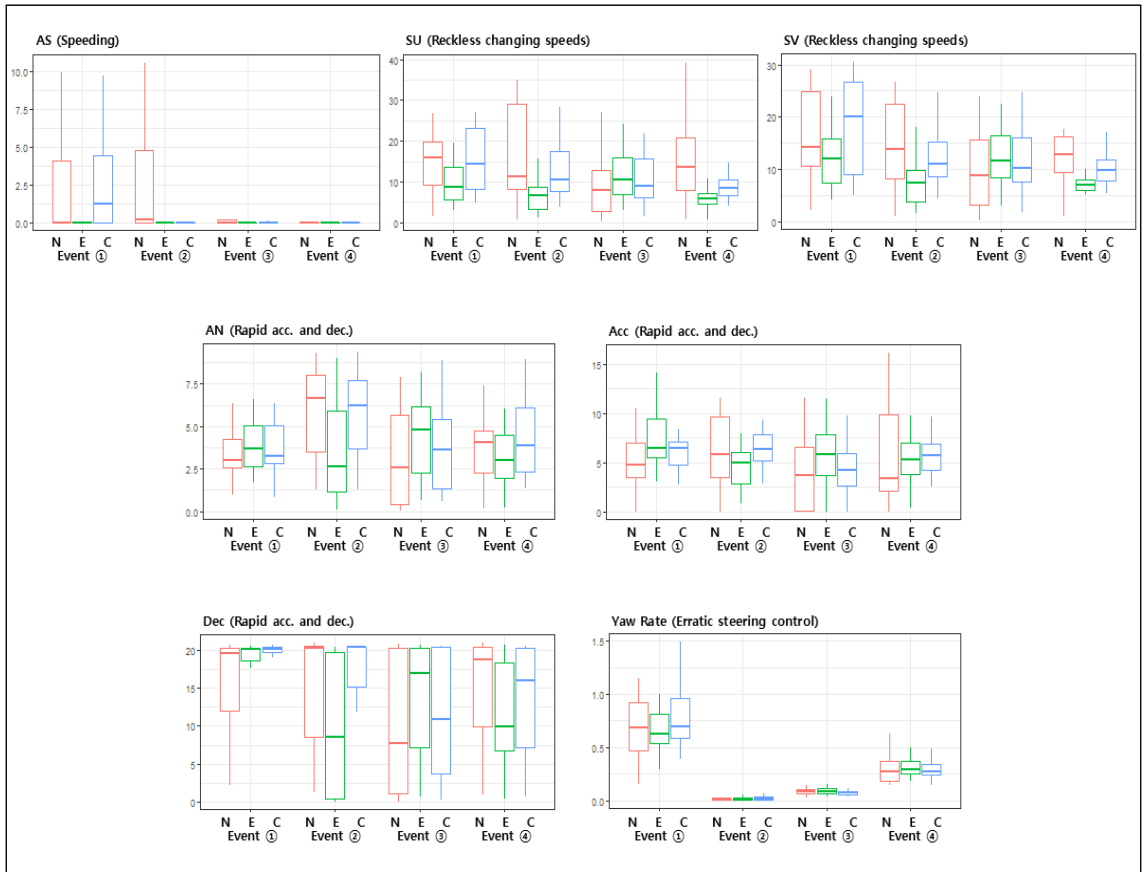 AS (Speeding)
10.0
7.5
5.0
2.5
0.0
N E C N E C N E C N E C
Event ① Event ② Event ③ Event ④
SU (Reckless changing speeds)
40
30
20
10
0
N E C N E C N E C N E C
Event ① Event ② Event ③ Event ④
SV (Reckless changing speeds)
30
20
10
0
N E C N E C N E C N E C
Event ① Event ② Event ③ Event ④
AN (Rapid acc. and dec.)
7.5
5.0
2.5
0.0
N E C N E C N E C N E C
Event ① Event ② Event ③ Event ④
Acc (Rapid acc. and dec.)
15
10
5
0
N E C N E C N E C N E C
Event ① Event ② Event ③ Event ④
Dec (Rapid acc. and dec.)
20
15
10
5
0
N E C N E C N E C N E C
Event ① Event ② Event ③ Event ④
Yaw Rate (Erratic steering control)
1.5
1.0
0.5
0.0
N E C N E C N E C N E C
Event ① Event ② Event ③ Event ④